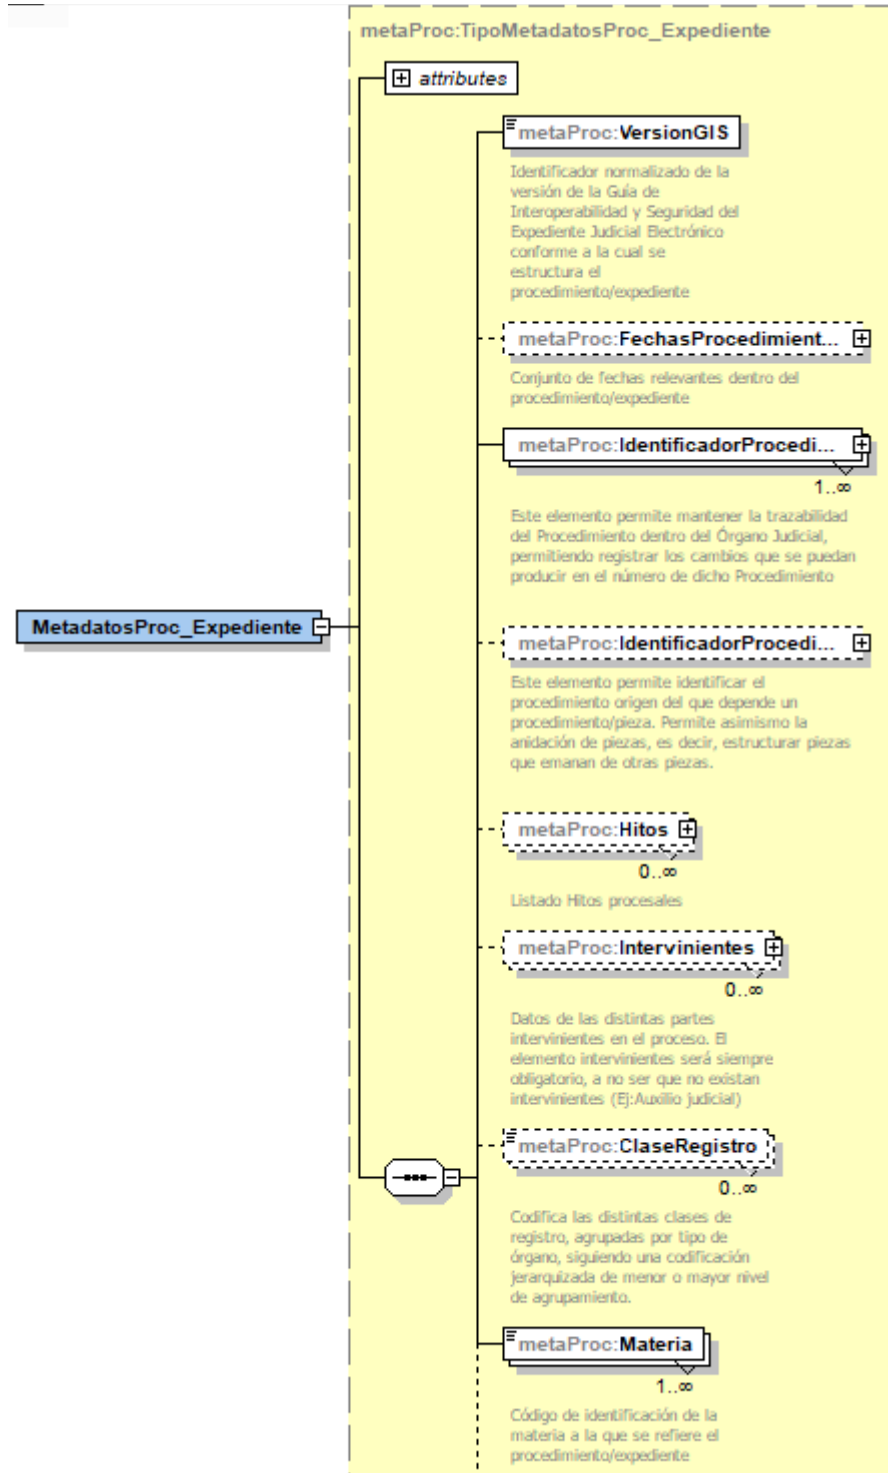 metaProc:TipoMetadatosProc_Expediente
attributes
metaProc:VersionGIS
Identificador normalizado de la
versión de la Guía de
Interoperabilidad y Seguridad del
Expediente Judicial Electrónico
conforme a la cual se
estructura el
procedimiento/expediente
metaProc:FechasProcedimient...
Conjunto de fechas relevantes dentro del
procedimiento/expediente
metaProc:IdentificadorProcedi...
1..∞
Este elemento permite mantener la trazabilidad
del Procedimiento dentro del Órgano Judicial,
permitiendo registrar los cambios que se puedan
producir en el número de dicho Procedimiento
MetadatosProc_Expediente
metaProc:IdentificadorProcedi...
Este elemento permite identificar el
procedimiento origen del que depende un
procedimiento/pieza. Permite asimismo la
anidación de piezas, es decir, estructurar piezas
que emanan de otras piezas.
metaProc:Hitos
0..∞
Listado Hitos procesales
metaProc:Intervinientes
0..∞
Datos de las distintas partes
intervinientes en el proceso. El
elemento intervinientes será siempre
obligatorio, a no ser que no existan
intervinientes (Ej:Auxilio judicial)
metaProc:ClaseRegistro
0..∞
Codifica las distintas clases de
registro, agrupadas por tipo de
órgano, siguiendo una codificación
jerarquizada de menor o mayor nivel
de agrupamiento.
metaProc:Materia
1..∞
Código de identificación de la
materia a la que se refiere el
procedimiento/expediente